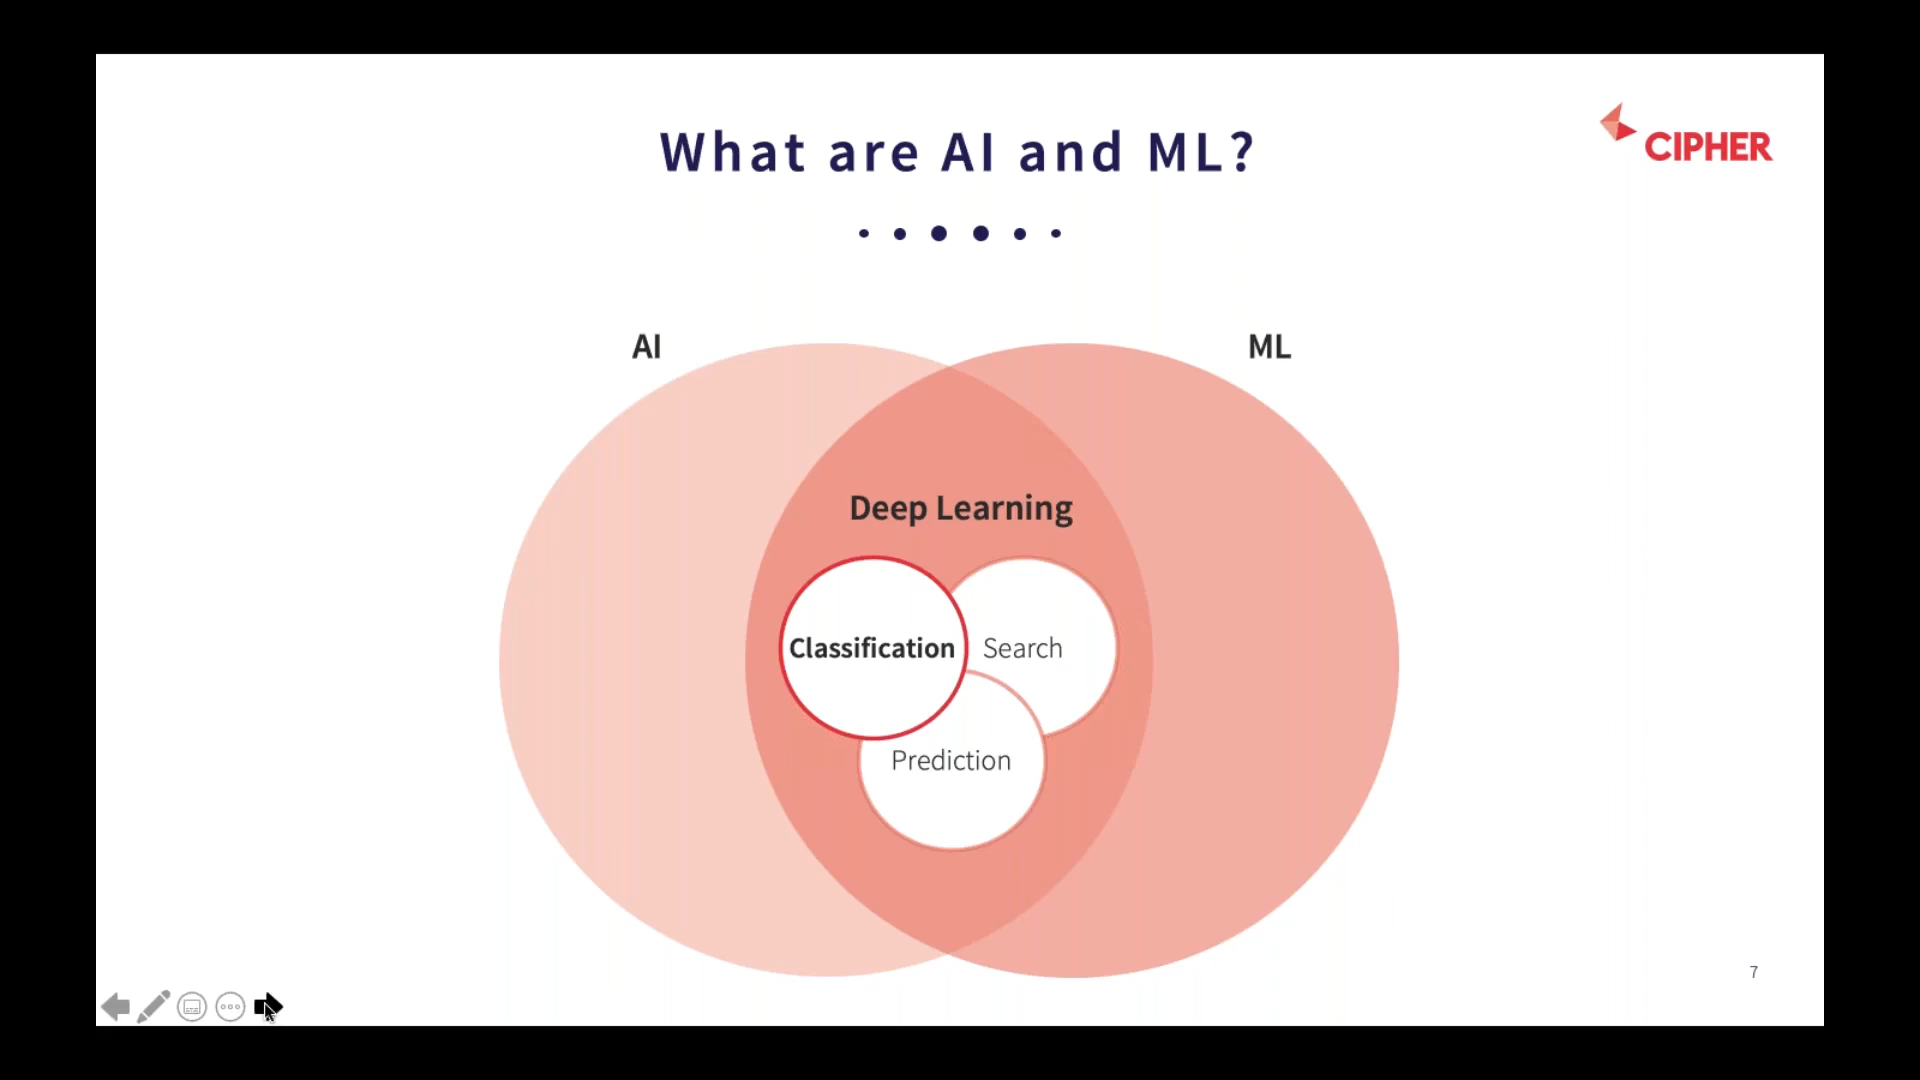 What are AI and ML?
CIPHER
AI
ML
Deep Learning
Classification
Search
Prediction
7